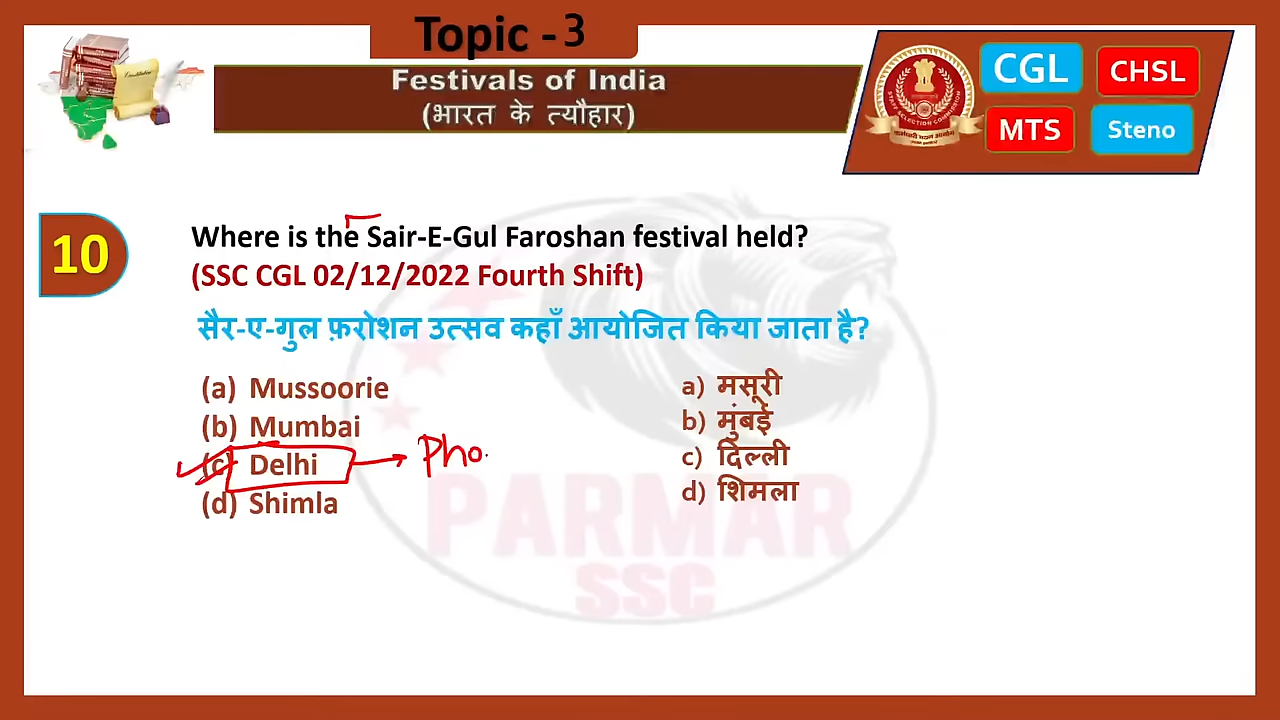 Topic -3
Festivals of India
(भारत के त्यौहार)
CGL
CHSL
MTS
Steno
10
Where is the Sair-E-Gul Faroshan festival held?
(SSC CGL 02/12/2022 Fourth Shift)
सैर-ए-गुल फ़रोशन उत्सव कहाँ आयोजित किया जाता है?
(a) Mussoorie
(b) Mumbai
(c) Delhi
(d) Shimla
Pho
a) मसूरी
b) मुंबई
c) दिल्ली
d) शिमला
PARMAR
SSC